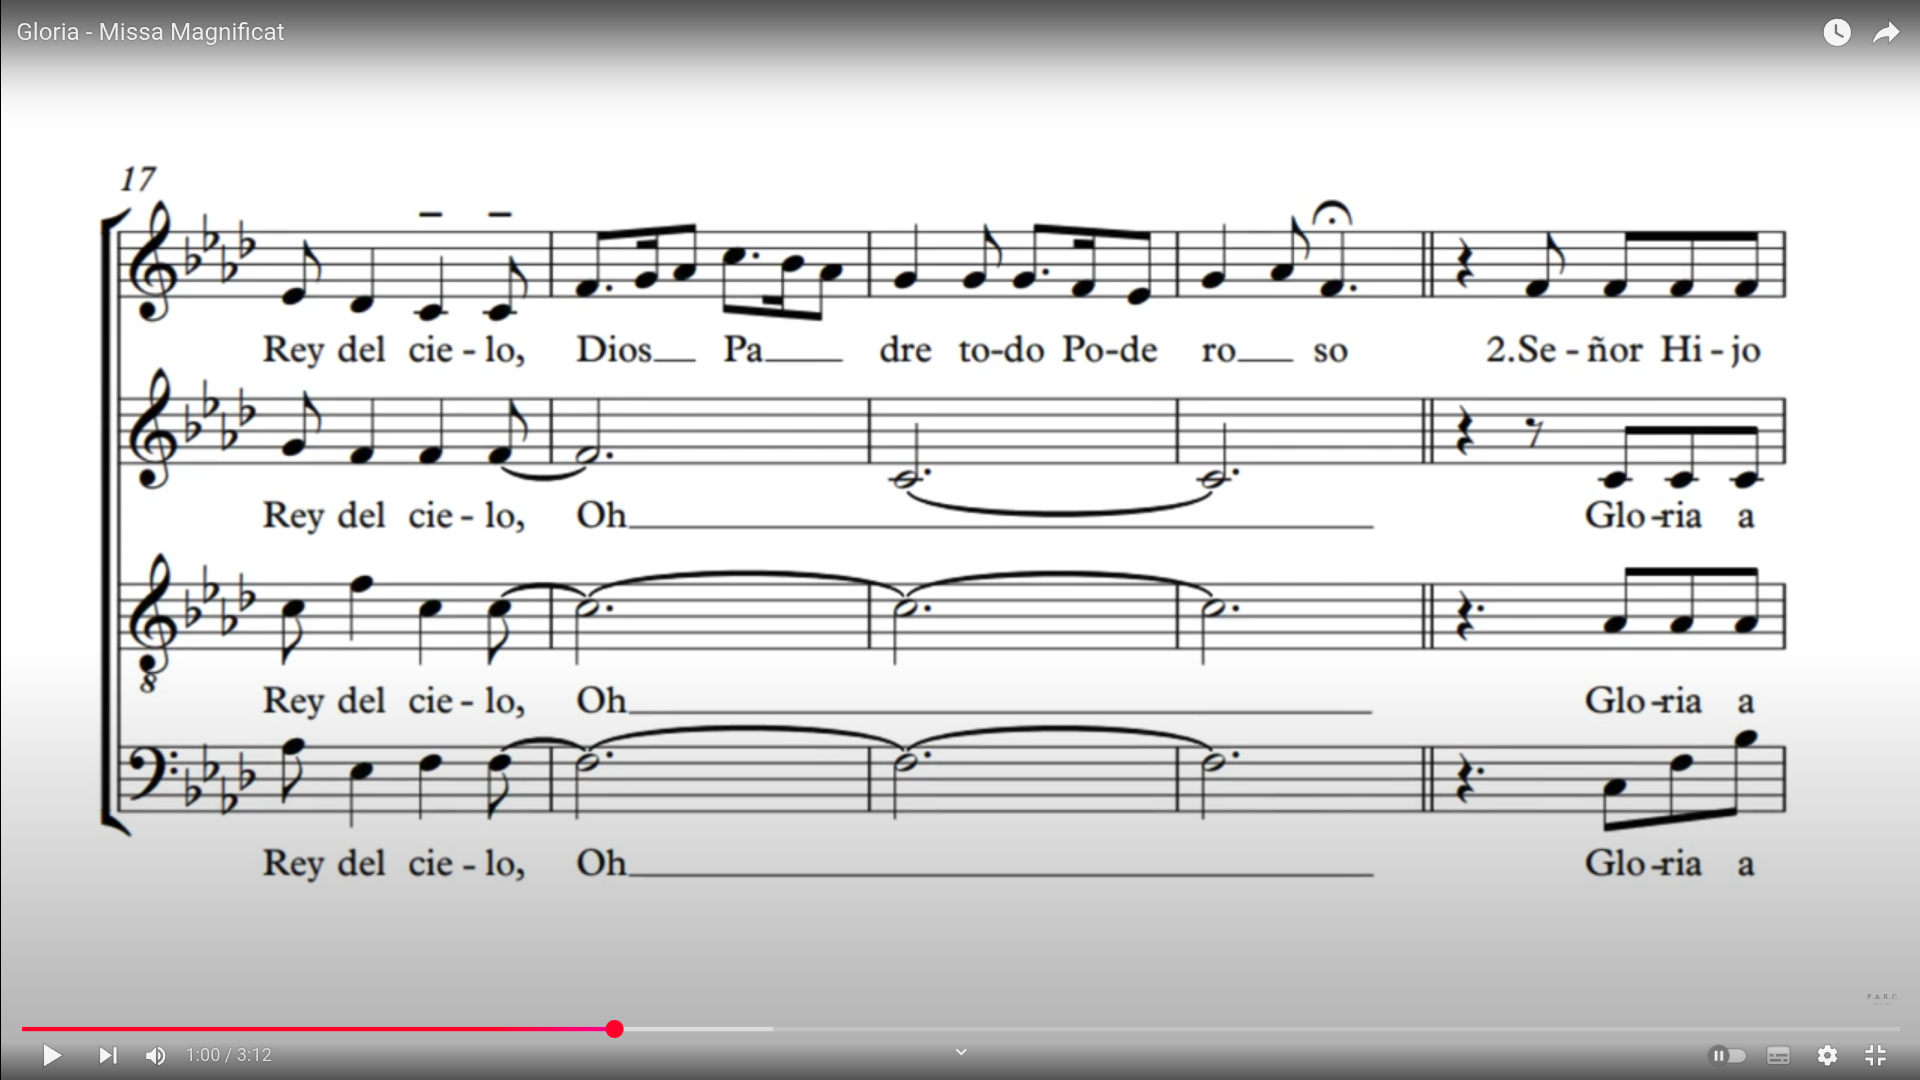 Gloria - Missa Magnificat
17
Rey del cie - lo, Dios Pa dre to-do Po-de ro so 2.Se - ñor Hi - jo
Rey del cie - lo, Oh Glo - ria a
8
Rey del cie - lo, Oh Glo - ria a
Rey del cie - lo, Oh Glo - ria a
P.A.R.C
1:00 / 3:12